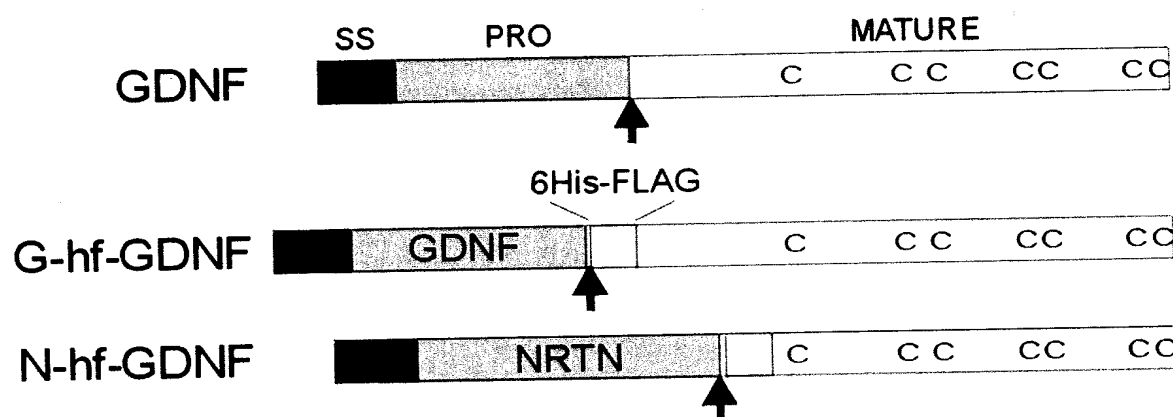 SS PRO MATURE
GDNF C C C CC CC
6His-FLAG
G-hf-GDNF GDNF C C C CC CC
N-hf-GDNF NRTN C C C CC CC